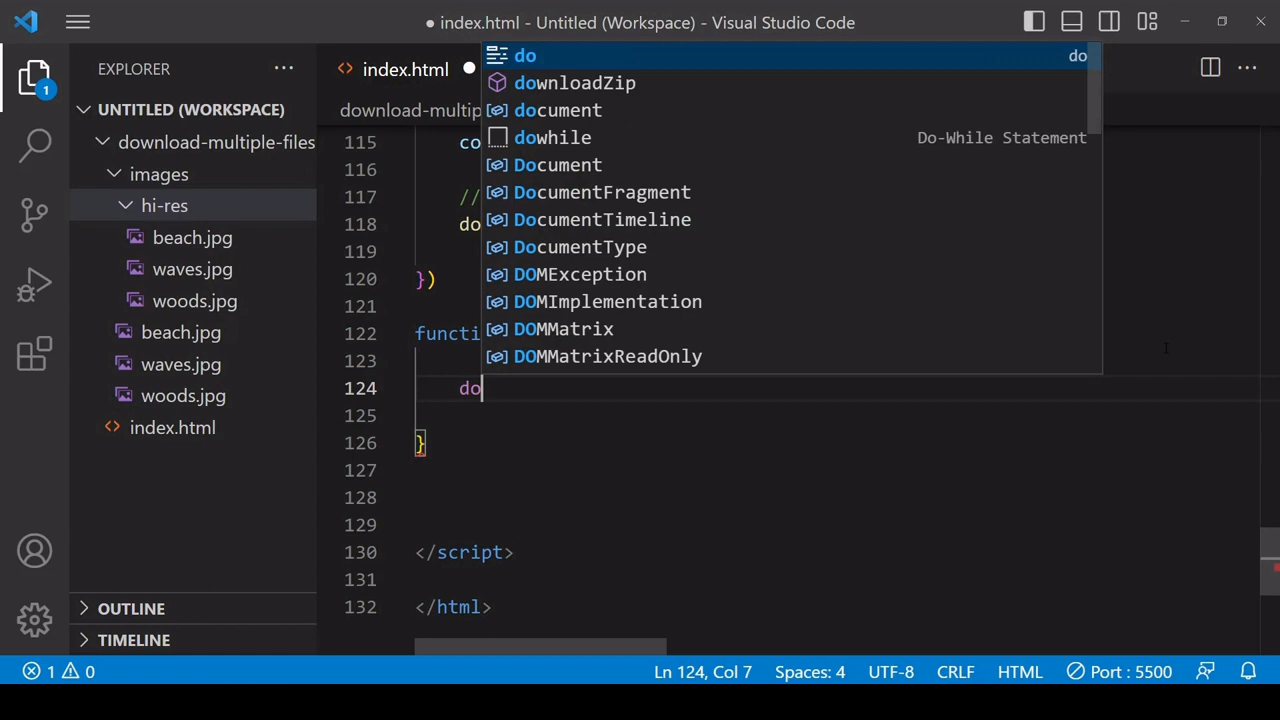 ● index.html - Untitled (Workspace) - Visual Studio Code
EXPLORER
1
UNTITLED (WORKSPACE)
download-multiple-files
images
hi-res
beach.jpg
waves.jpg
woods.jpg
beach.jpg
waves.jpg
woods.jpg
<> index.html
OUTLINE
TIMELINE
<> index.html
download-multip
do do
downloadZip
document
dowhile Do-While Statement
Document
DocumentFragment
DocumentTimeline
DocumentType
DOMException
DOMImplementation
DOMMatrix
DOMMatrixReadOnly
115 co
116
117 //
118 do
119
120 })
121
122 functi
123
124 do
125
126 }
127
128
129
130 </script>
131
132 </html>
1 0 Ln 124, Col 7 Spaces: 4 UTF-8 CRLF HTML Port : 5500